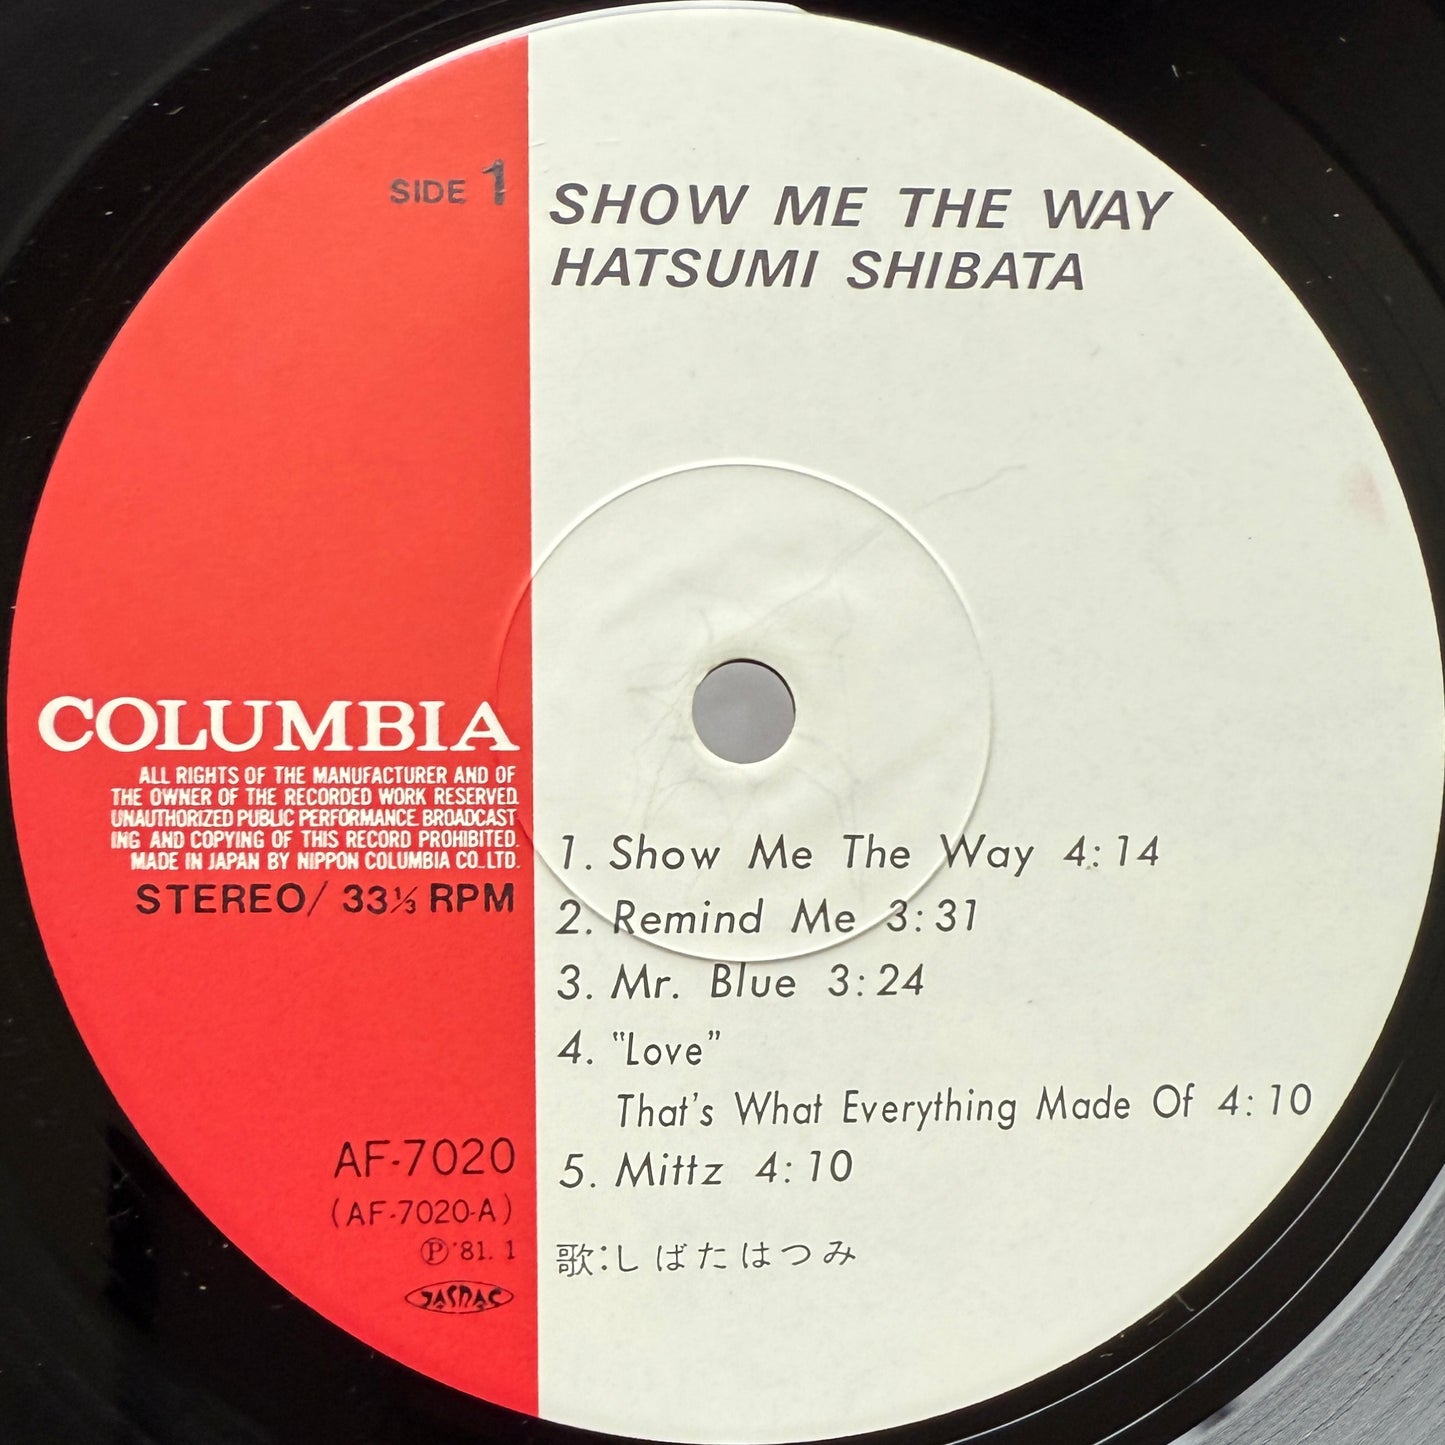 SIDE 1
SHOW ME THE WAY
HATSUMI SHIBATA
COLUMBIA
ALL RIGHTS OF THE MANUFACTURER AND OF
THE OWNER OF THE RECORDED WORK RESERVED.
UNAUTHORIZED PUBLIC PERFORMANCE BROADCAST
ING AND COPYING OF THIS RECORD PROHIBITED.
MADE IN JAPAN BY NIPPON COLUMBIA CO., LTD.
STEREO/ 33⅓ RPM
1. Show Me The Way 4:14
2. Remind Me 3:31
3. Mr. Blue 3:24
4. "Love"
That's What Everything Made Of 4:10
5. Mittz 4:10
AF-7020
(AF-7020-A)
Ⓟ'81. 1
JASRAC
歌:しばたはつみ